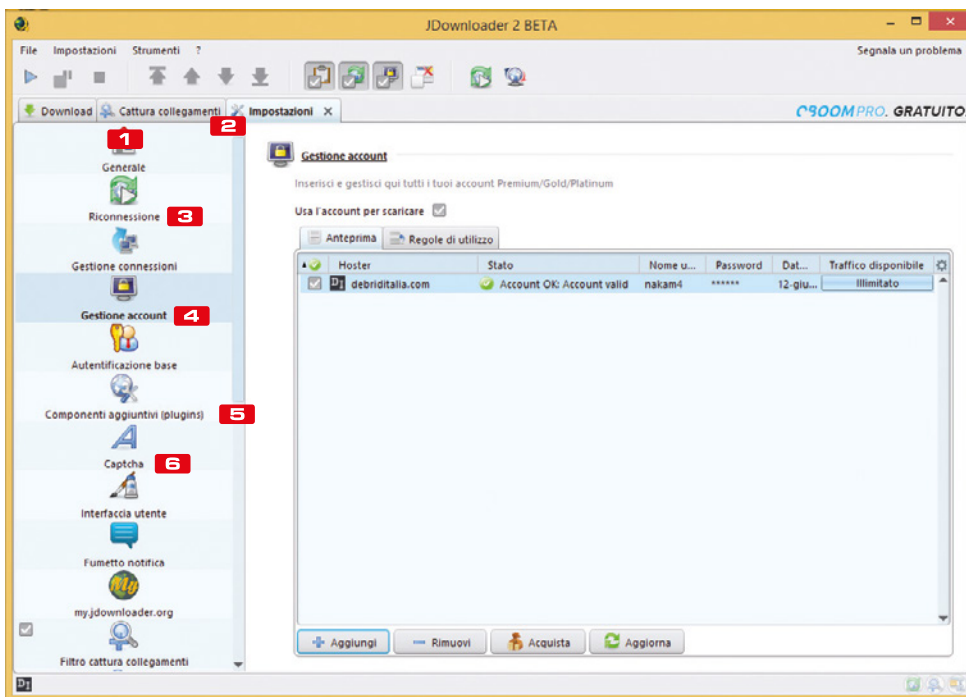 JDownloader 2 BETA
File Impostazioni Strumenti ? Segnala un problema
Download Cattura collegamenti Impostazioni X CBOOMPRO. GRATUITO
1
2
Generale
Riconnessione 3
Gestione connessioni
Gestione account 4
Autentificazione base
Componenti aggiuntivi (plugins) 5
Captcha 6
Interfaccia utente
Fumetto notifica
My
my.jdownloader.org
Filtro cattura collegamenti
Gestione account
Inserisci e gestisci qui tutti i tuoi account Premium/Gold/Platinum
Usa l'account per scaricare
Anteprima Regole di utilizzo
Hoster Stato Nome u... Password Dat... Traffico disponibile
DI debriditalia.com Account OK: Account valid nakam4 ****** 12-giu... Illimitato
Aggiungi Rimuovi Acquista Aggiorna
DI